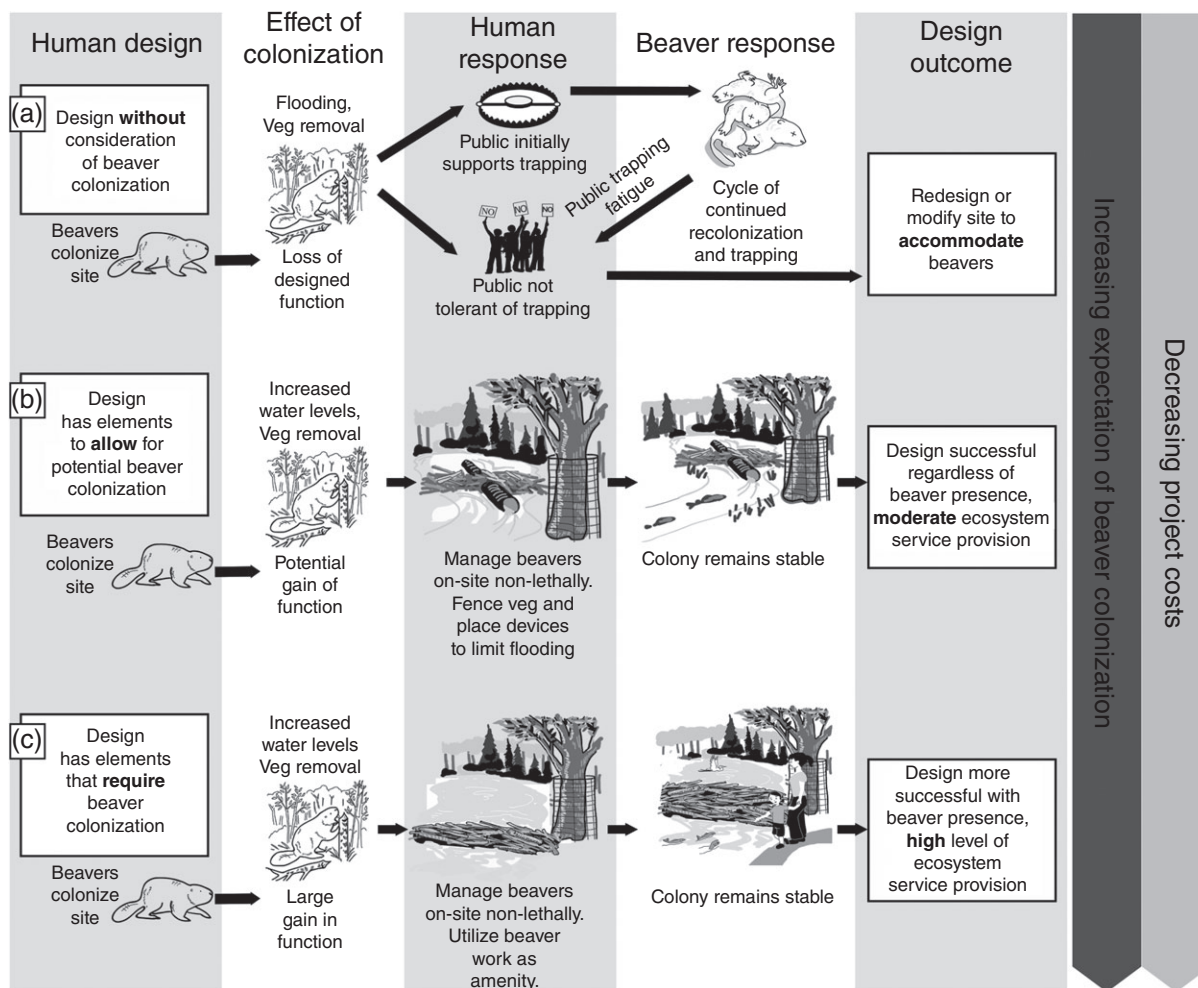 Human design
Effect of
colonization
Human
response
Beaver response
Design
outcome
(a)
Design without
consideration
of beaver
colonization
Beavers
colonize
site
Flooding,
Veg removal
Loss of
designed
function
Public initially
supports trapping
NO
NO
NO
Public not
tolerant of trapping
Public trapping
fatigue
Cycle of
continued
recolonization
and trapping
Redesign or
modify site to
accommodate
beavers
(b)
Design
has elements
to allow for
potential beaver
colonization
Beavers
colonize
site
Increased
water levels,
Veg removal
Potential
gain of
function
Manage beavers
on-site non-lethally.
Fence veg and
place devices
to limit flooding
Colony remains stable
Design successful
regardless of
beaver presence,
moderate ecosystem
service provision
(c)
Design
has elements
that require
beaver
colonization
Beavers
colonize
site
Increased
water levels
Veg removal
Large
gain in
function
Manage beavers
on-site non-lethally.
Utilize beaver
work as
amenity.
Colony remains stable
Design more
successful with
beaver presence,
high level of
ecosystem
service provision
Increasing expectation of beaver colonization
Decreasing project costs